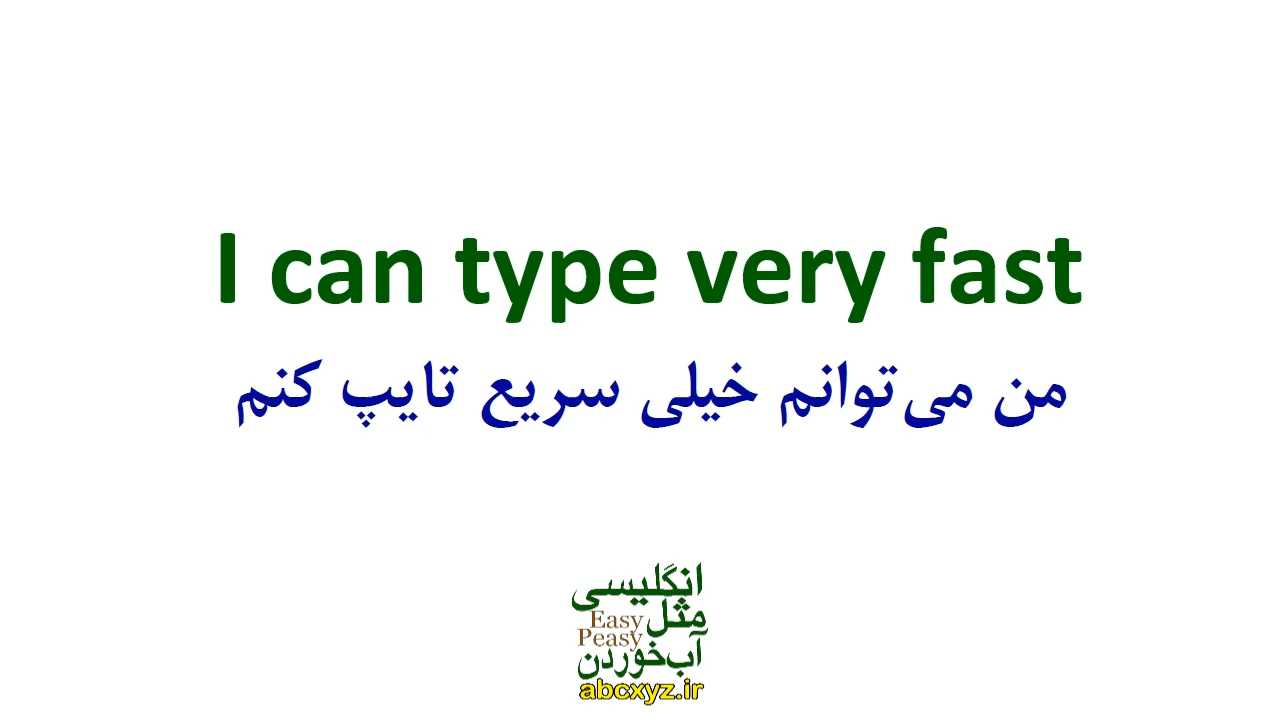 I can type very fast
من می‌توانم خیلی سریع تایپ کنم
انگلیسی
مثل Easy
Peasy
آب‌خوردن
abcxyz.ir